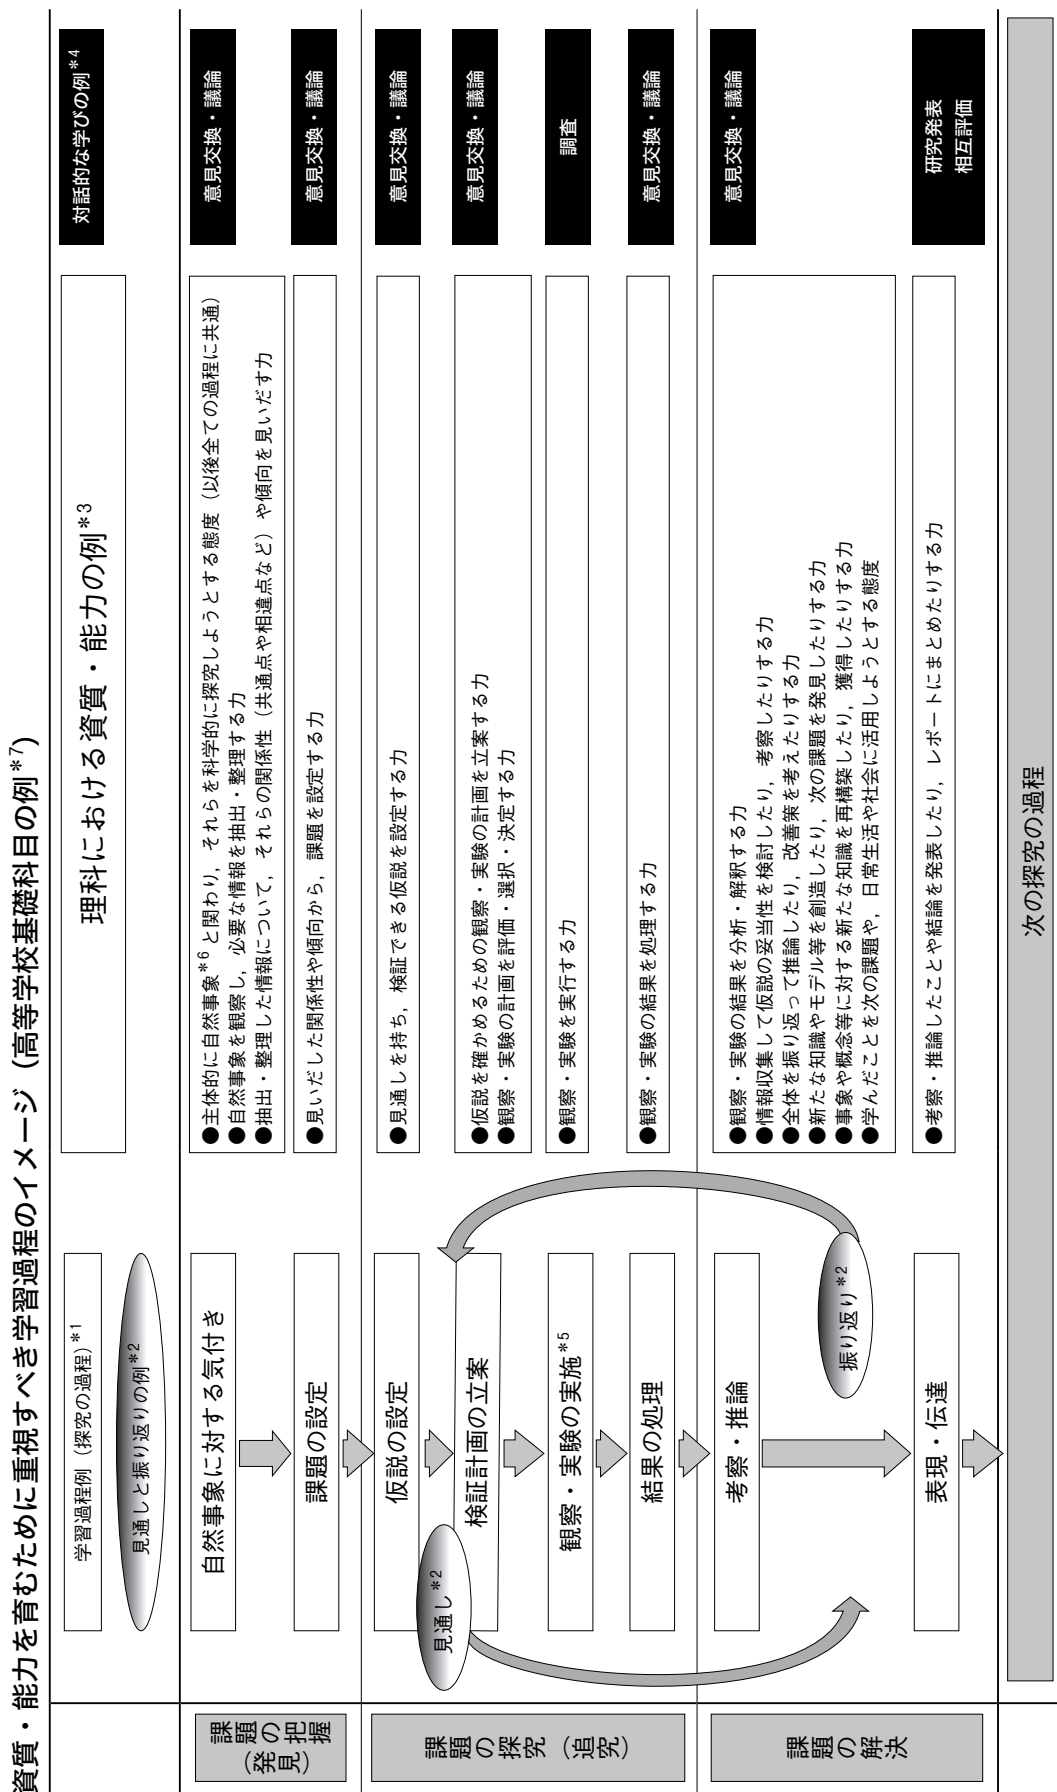 資質・能力を育むために重視すべき学習過程のイメージ（高等学校基礎科目の例*7）
学習過程例（探究の過程）*1
見通しと振り返りの例*2
理科における資質・能力の例*3
対話的な学びの例*4
課題の把握（発見）
自然事象に対する気付き
●主体的に自然事象*6と関わり，それらを科学的に探究しようとする態度（以後全ての過程に共通）
●自然事象を観察し，必要な情報を抽出・整理する力
●抽出・整理した情報について，それらの関係性（共通点や相違点など）や傾向を見いだす力
意見交換・議論
課題の設定
●見いだした関係性や傾向から，課題を設定する力
意見交換・議論
課題の探究（追究）
仮説の設定
●見通しを持ち，検証できる仮説を設定する力
意見交換・議論
見通し*2
検証計画の立案
●仮説を確かめるための観察・実験の計画を立案する力
●観察・実験の計画を評価・選択・決定する力
意見交換・議論
観察・実験の実施*5
●観察・実験を実行する力
調査
結果の処理
●観察・実験の結果を処理する力
意見交換・議論
課題の解決
考察・推論
●観察・実験の結果を分析・解釈する力
●情報収集して仮説の妥当性を検討したり，考察したりする力
●全体を振り返って推論したり，改善策を考えたりする力
●新たな知識やモデル等を創造したり，次の課題を発見したりする力
●事象や概念等に対する新たな知識を再構築したり，獲得したりする力
●学んだことを次の課題や，日常生活や社会に活用しようとする態度
意見交換・議論
振り返り*2
表現・伝達
●考察・推論したことや結論を発表したり，レポートにまとめたりする力
研究発表
相互評価
次の探究の過程